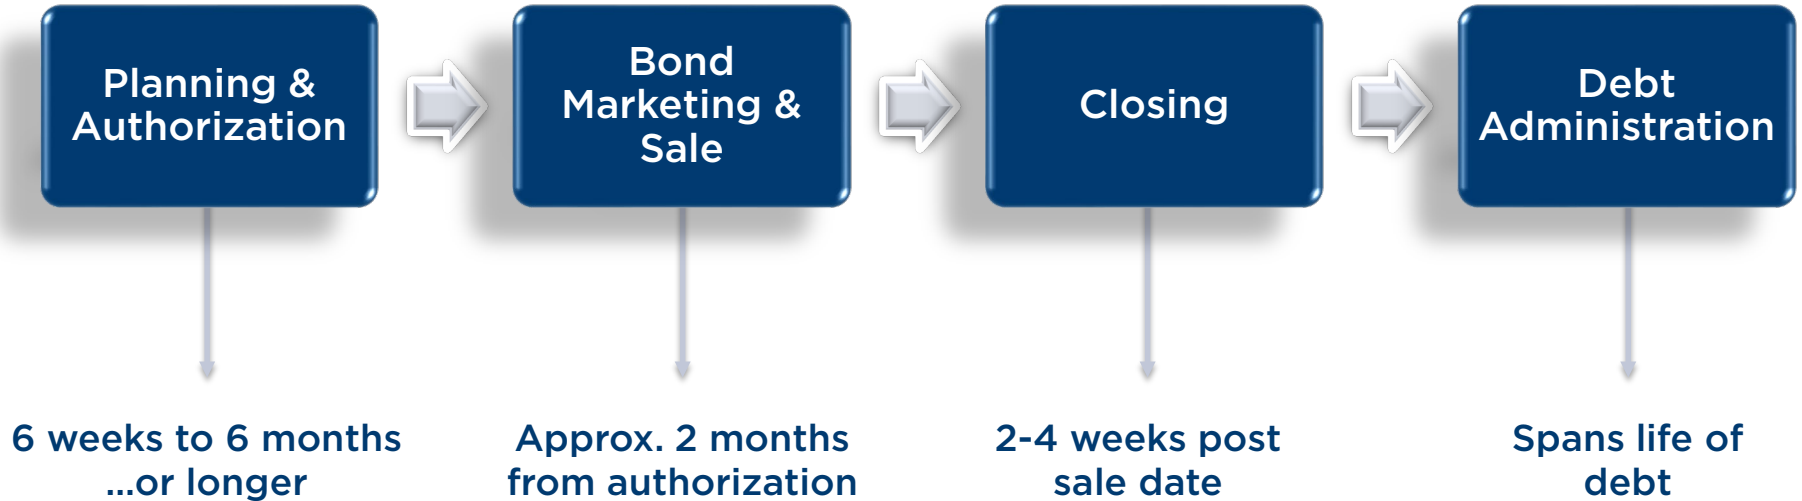 Planning &
Authorization
Bond
Marketing &
Sale
Closing
Debt
Administration
6 weeks to 6 months
...or longer
Approx. 2 months
from authorization
2-4 weeks post
sale date
Spans life of
debt